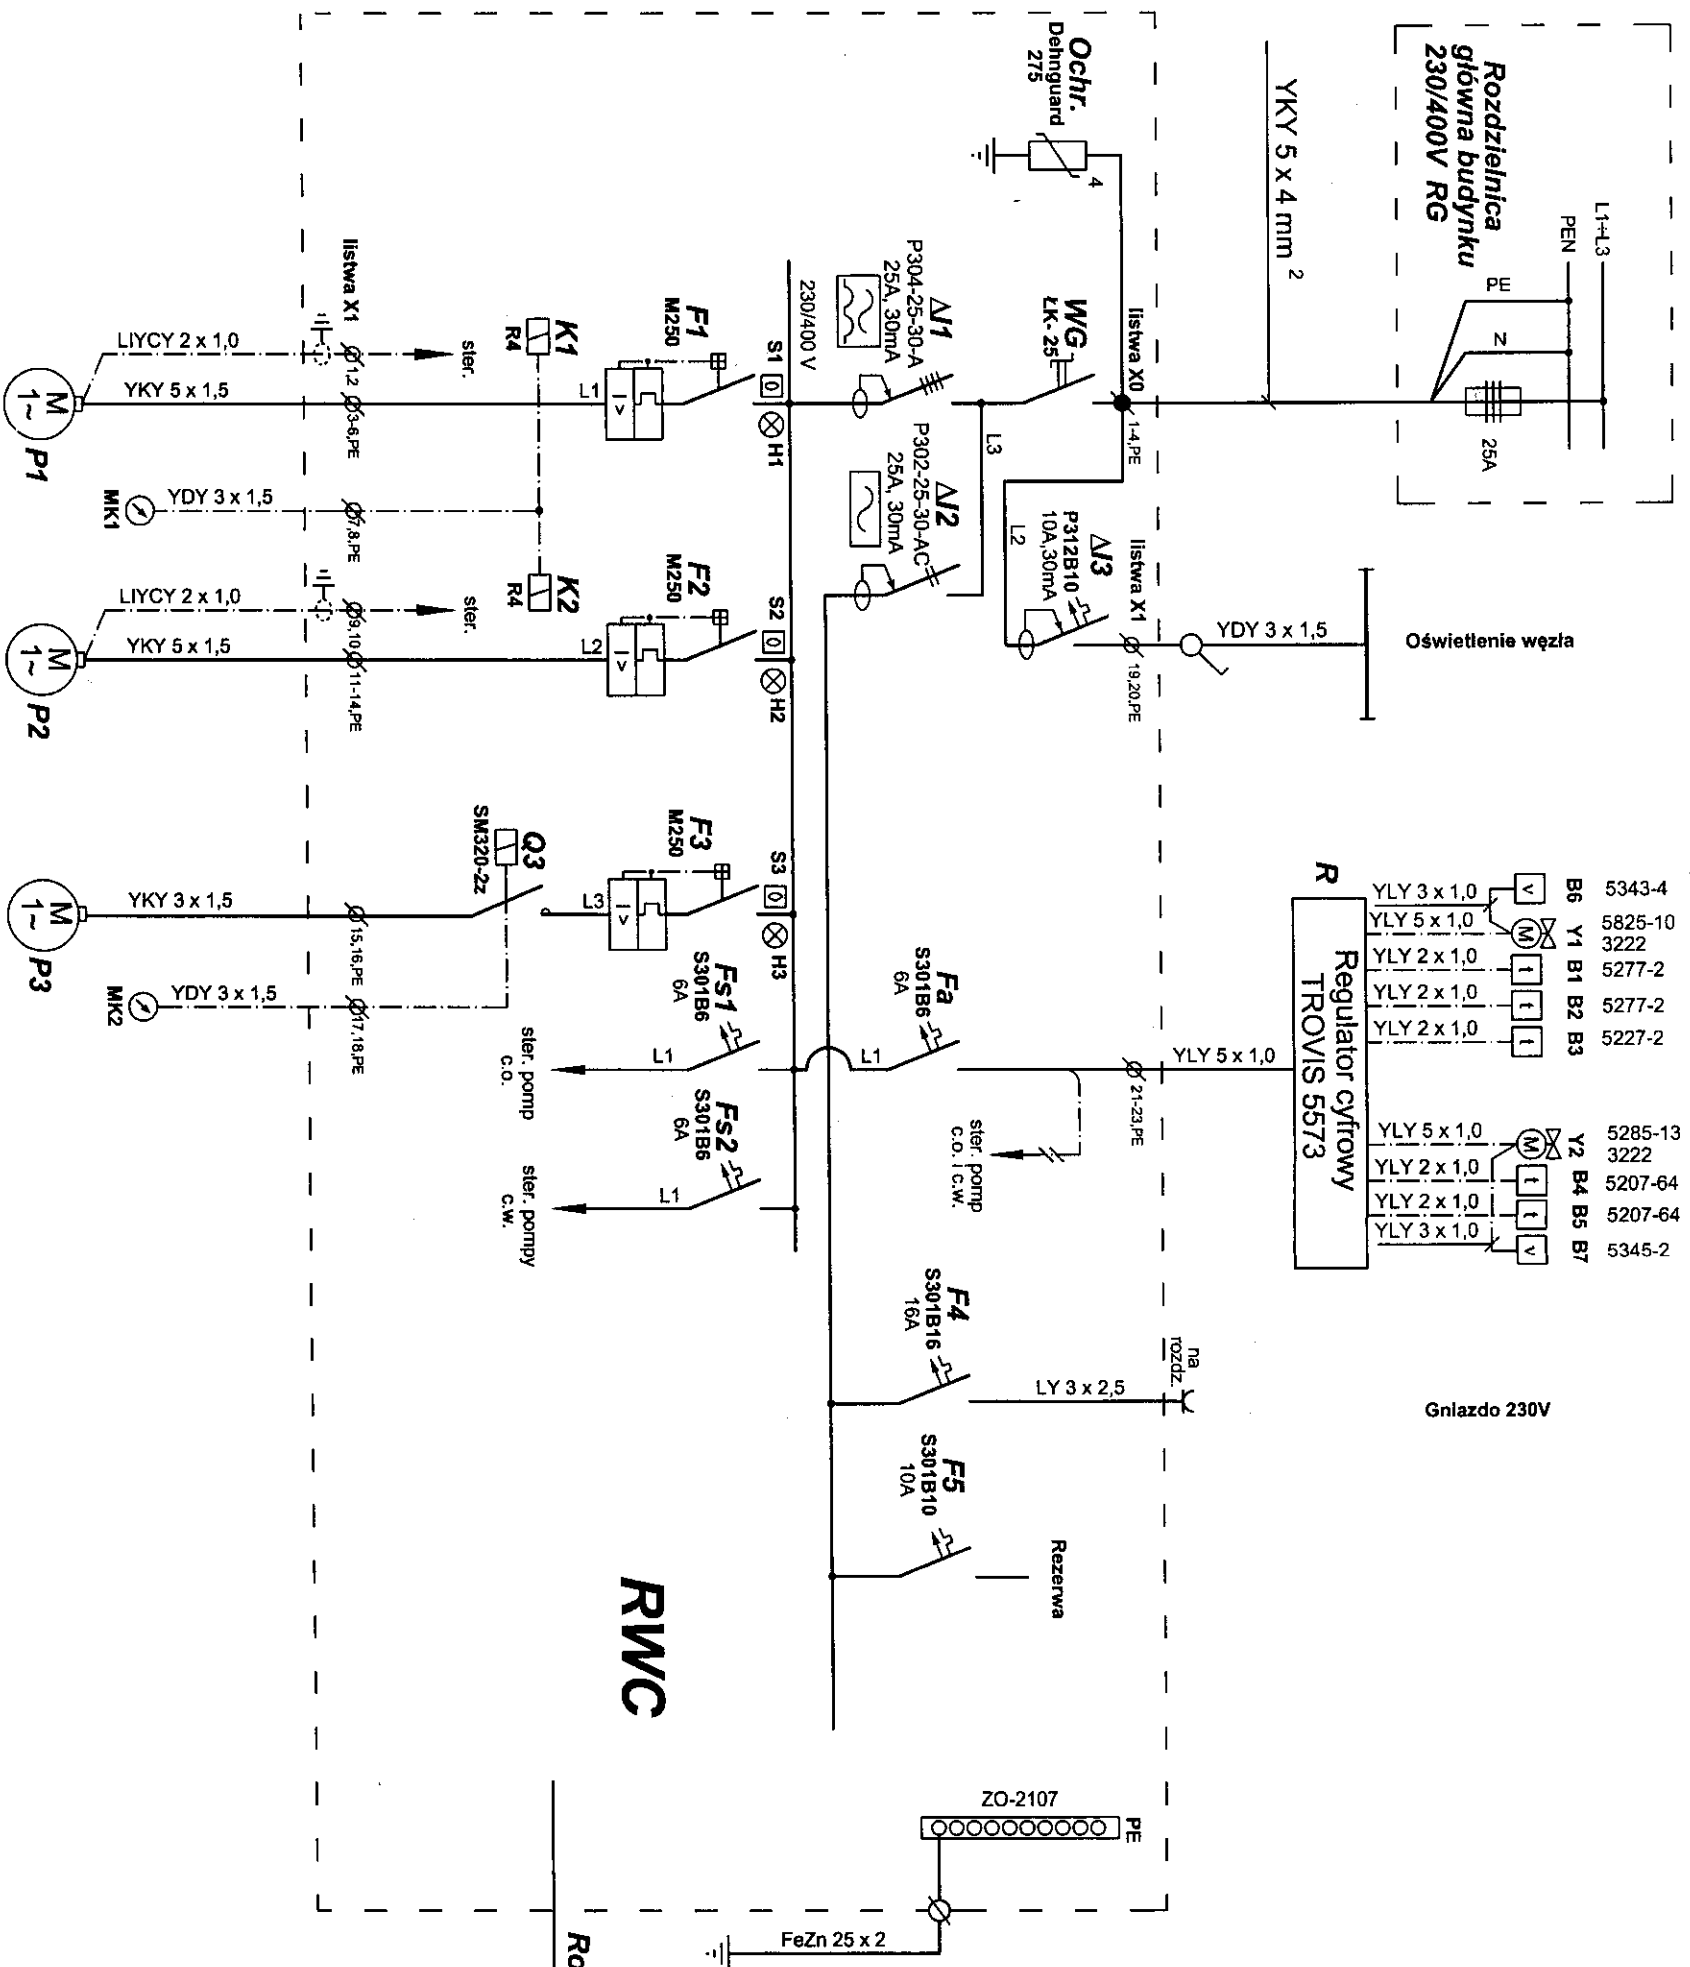 Rozdzielnica
główna budynku
230/400V RG
L1÷L3
PEN
PE
N
25A
YKY 5 x 4 mm 2
Ochr.
Dehnguard
275
4
listwa X0
1-4,PE
WG
ŁK- 25
L3
L2
ΔI1
P304-25-30-A
25A, 30mA
ΔI2
P302-25-30-AC
25A, 30mA
ΔI3
P312B10
10A,30mA
listwa X1
19,20,PE
YDY 3 x 1,5
Oświetlenie węzła
230/400 V
S1
0
H1
F1
M250
I
>
L1
K1
R4
ster.
listwa X1
1,2
LIYCY 2 x 1,0
3-6,PE
YKY 5 x 1,5
M
1~
P1
7,8,PE
YDY 3 x 1,5
MK1
S2
0
H2
F2
M250
I
>
L2
K2
R4
ster.
9,10
LIYCY 2 x 1,0
11-14,PE
YKY 5 x 1,5
M
1~
P2
S3
0
H3
F3
M250
I
>
L3
Q3
SM320-2z
15,16,PE
YKY 3 x 1,5
M
1~
P3
17,18,PE
YDY 3 x 1,5
MK2
Fs1
S301B6
6A
L1
ster. pomp
c.o.
Fs2
S301B6
6A
L1
ster. pompy
c.w.
Fa
S301B6
6A
L1
ster. pomp
c.o. i c.w.
21-23,PE
YLY 5 x 1,0
R
Regulator cyfrowy
TROVIS 5573
YLY 3 x 1,0
v
B6
5343-4
YLY 5 x 1,0
M
Y1
5825-10
3222
YLY 2 x 1,0
t
B1
5277-2
YLY 2 x 1,0
t
B2
5277-2
YLY 2 x 1,0
t
B3
5227-2
YLY 5 x 1,0
M
Y2
5285-13
3222
YLY 2 x 1,0
t
B4
5207-64
YLY 2 x 1,0
t
B5
5207-64
YLY 3 x 1,0
v
B7
5345-2
F4
S301B16
16A
LY 3 x 2,5
na
rozdz.
Gniazdo 230V
F5
S301B10
10A
Rezerwa
RWC
ZO-2107
PE
FeZn 25 x 2
Ro